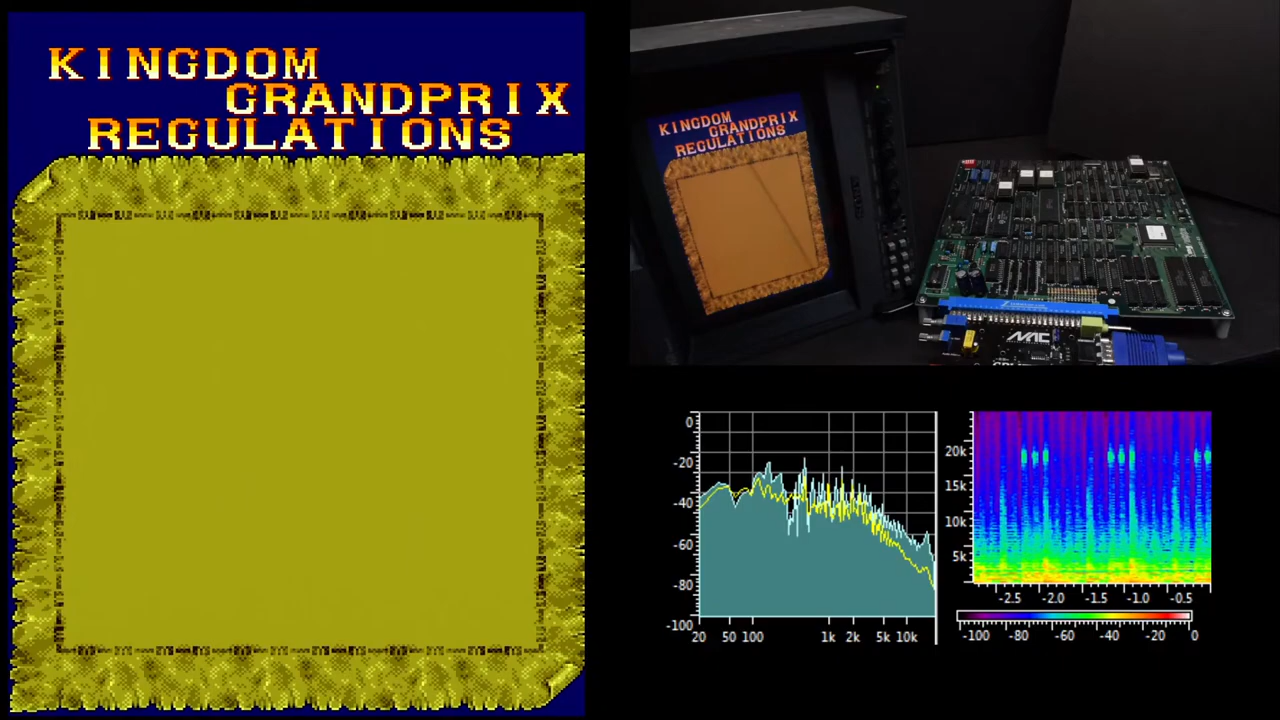 KINGDOM
GRANDPRIX
REGULATIONS
KINGDOM
GRANDPRIX
REGULATIONS
0
-20
-40
-60
-80
-100
20 50 100 1k 2k 5k 10k
20k
15k
10k
5k
-2.5 -2.0 -1.5 -1.0 -0.5
-100 -80 -60 -40 -20 0